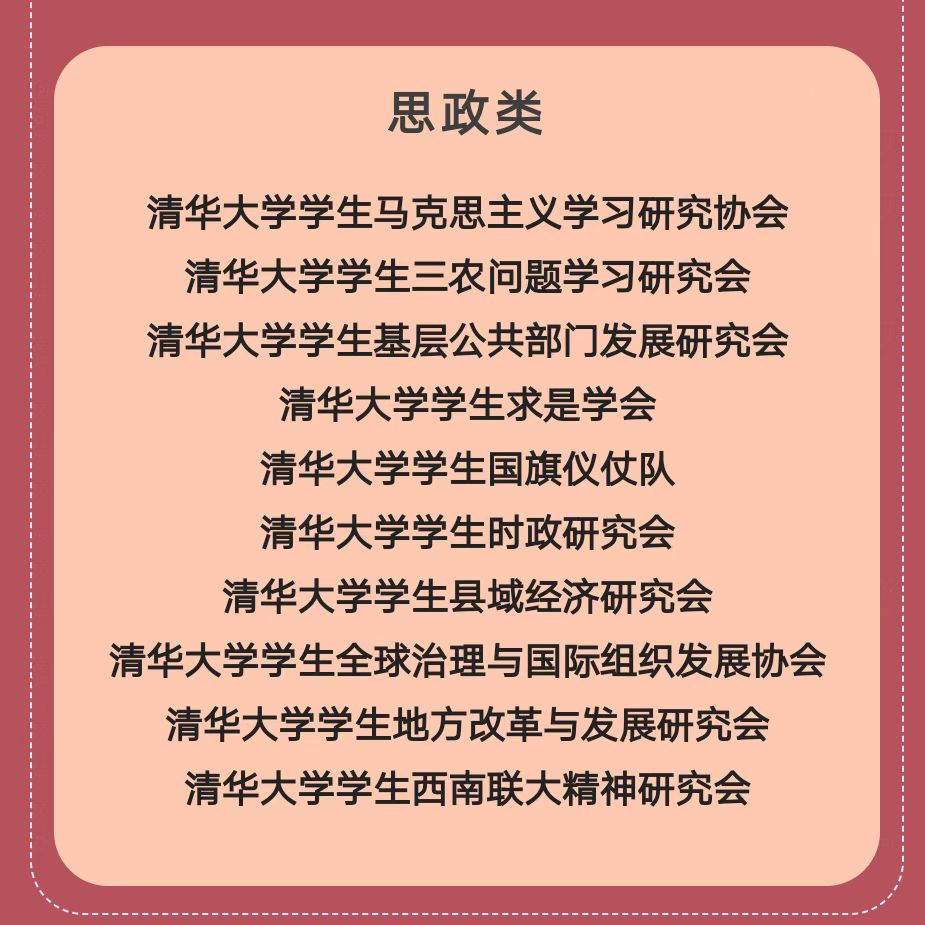 思政类
清华大学学生马克思主义学习研究协会
清华大学学生三农问题学习研究会
清华大学学生基层公共部门发展研究会
清华大学学生求是学会
清华大学学生国旗仪仗队
清华大学学生时政研究会
清华大学学生县域经济研究会
清华大学学生全球治理与国际组织发展协会
清华大学学生地方改革与发展研究会
清华大学学生西南联大精神研究会